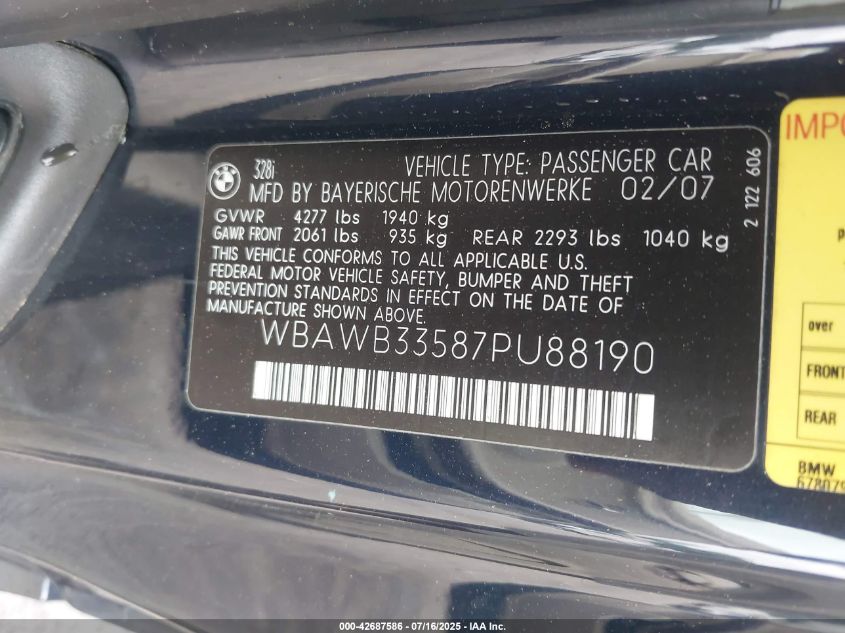 328i
VEHICLE TYPE: PASSENGER CAR
MFD BY BAYERISCHE MOTORENWERKE 02/07
GVWR 4277 lbs 1940 kg
GAWR FRONT 2061 lbs 935 kg REAR 2293 lbs 1040 kg
THIS VEHICLE CONFORMS TO ALL APPLICABLE U.S.
FEDERAL MOTOR VEHICLE SAFETY, BUMPER AND THEFT
PREVENTION STANDARDS IN EFFECT ON THE DATE OF
MANUFACTURE SHOWN ABOVE.
WBAWB33587PU88190
2 122 606
IMPO
over
FRONT
REAR
BMW
678079
000-42687586 - 07/16/2025 - IAA Inc.